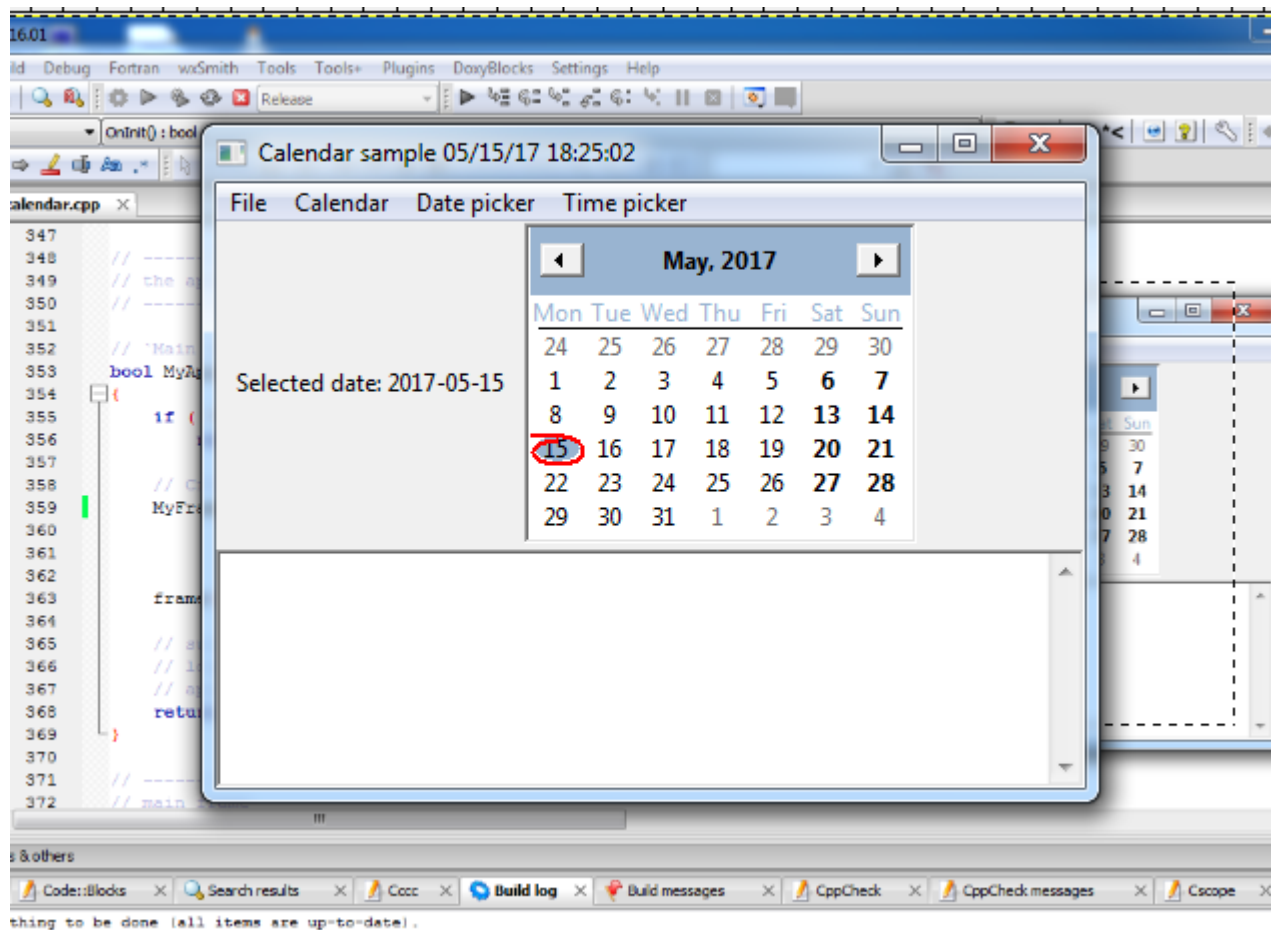 16.01
ld Debug Fortran wxSmith Tools Tools+ Plugins DoxyBlocks Settings Help
Release
OnInit() : bool
*<
Calendar sample 05/15/17 18:25:02
alendar.cpp
File Calendar Date picker Time picker
May, 2017
Mon Tue Wed Thu Fri Sat Sun
24 25 26 27 28 29 30
1 2 3 4 5 6 7
8 9 10 11 12 13 14
15 16 17 18 19 20 21
22 23 24 25 26 27 28
29 30 31 1 2 3 4
Selected date: 2017-05-15
347
348 // -----
349 // the a
350 // -----
351
352 // `Main
353 bool MyA
354 {
355 if (
356
357
358 // C
359 MyFra
360
361
362
363 frame
364
365 // s
366 // l
367 // a
368 retu
369 }
370
371 // -----
372 // main frame
Sun
30
7
14
21
28
4
s & others
Code::Blocks Search results Cccc Build log Build messages CppCheck CppCheck messages Cscope
thing to be done (all items are up-to-date).